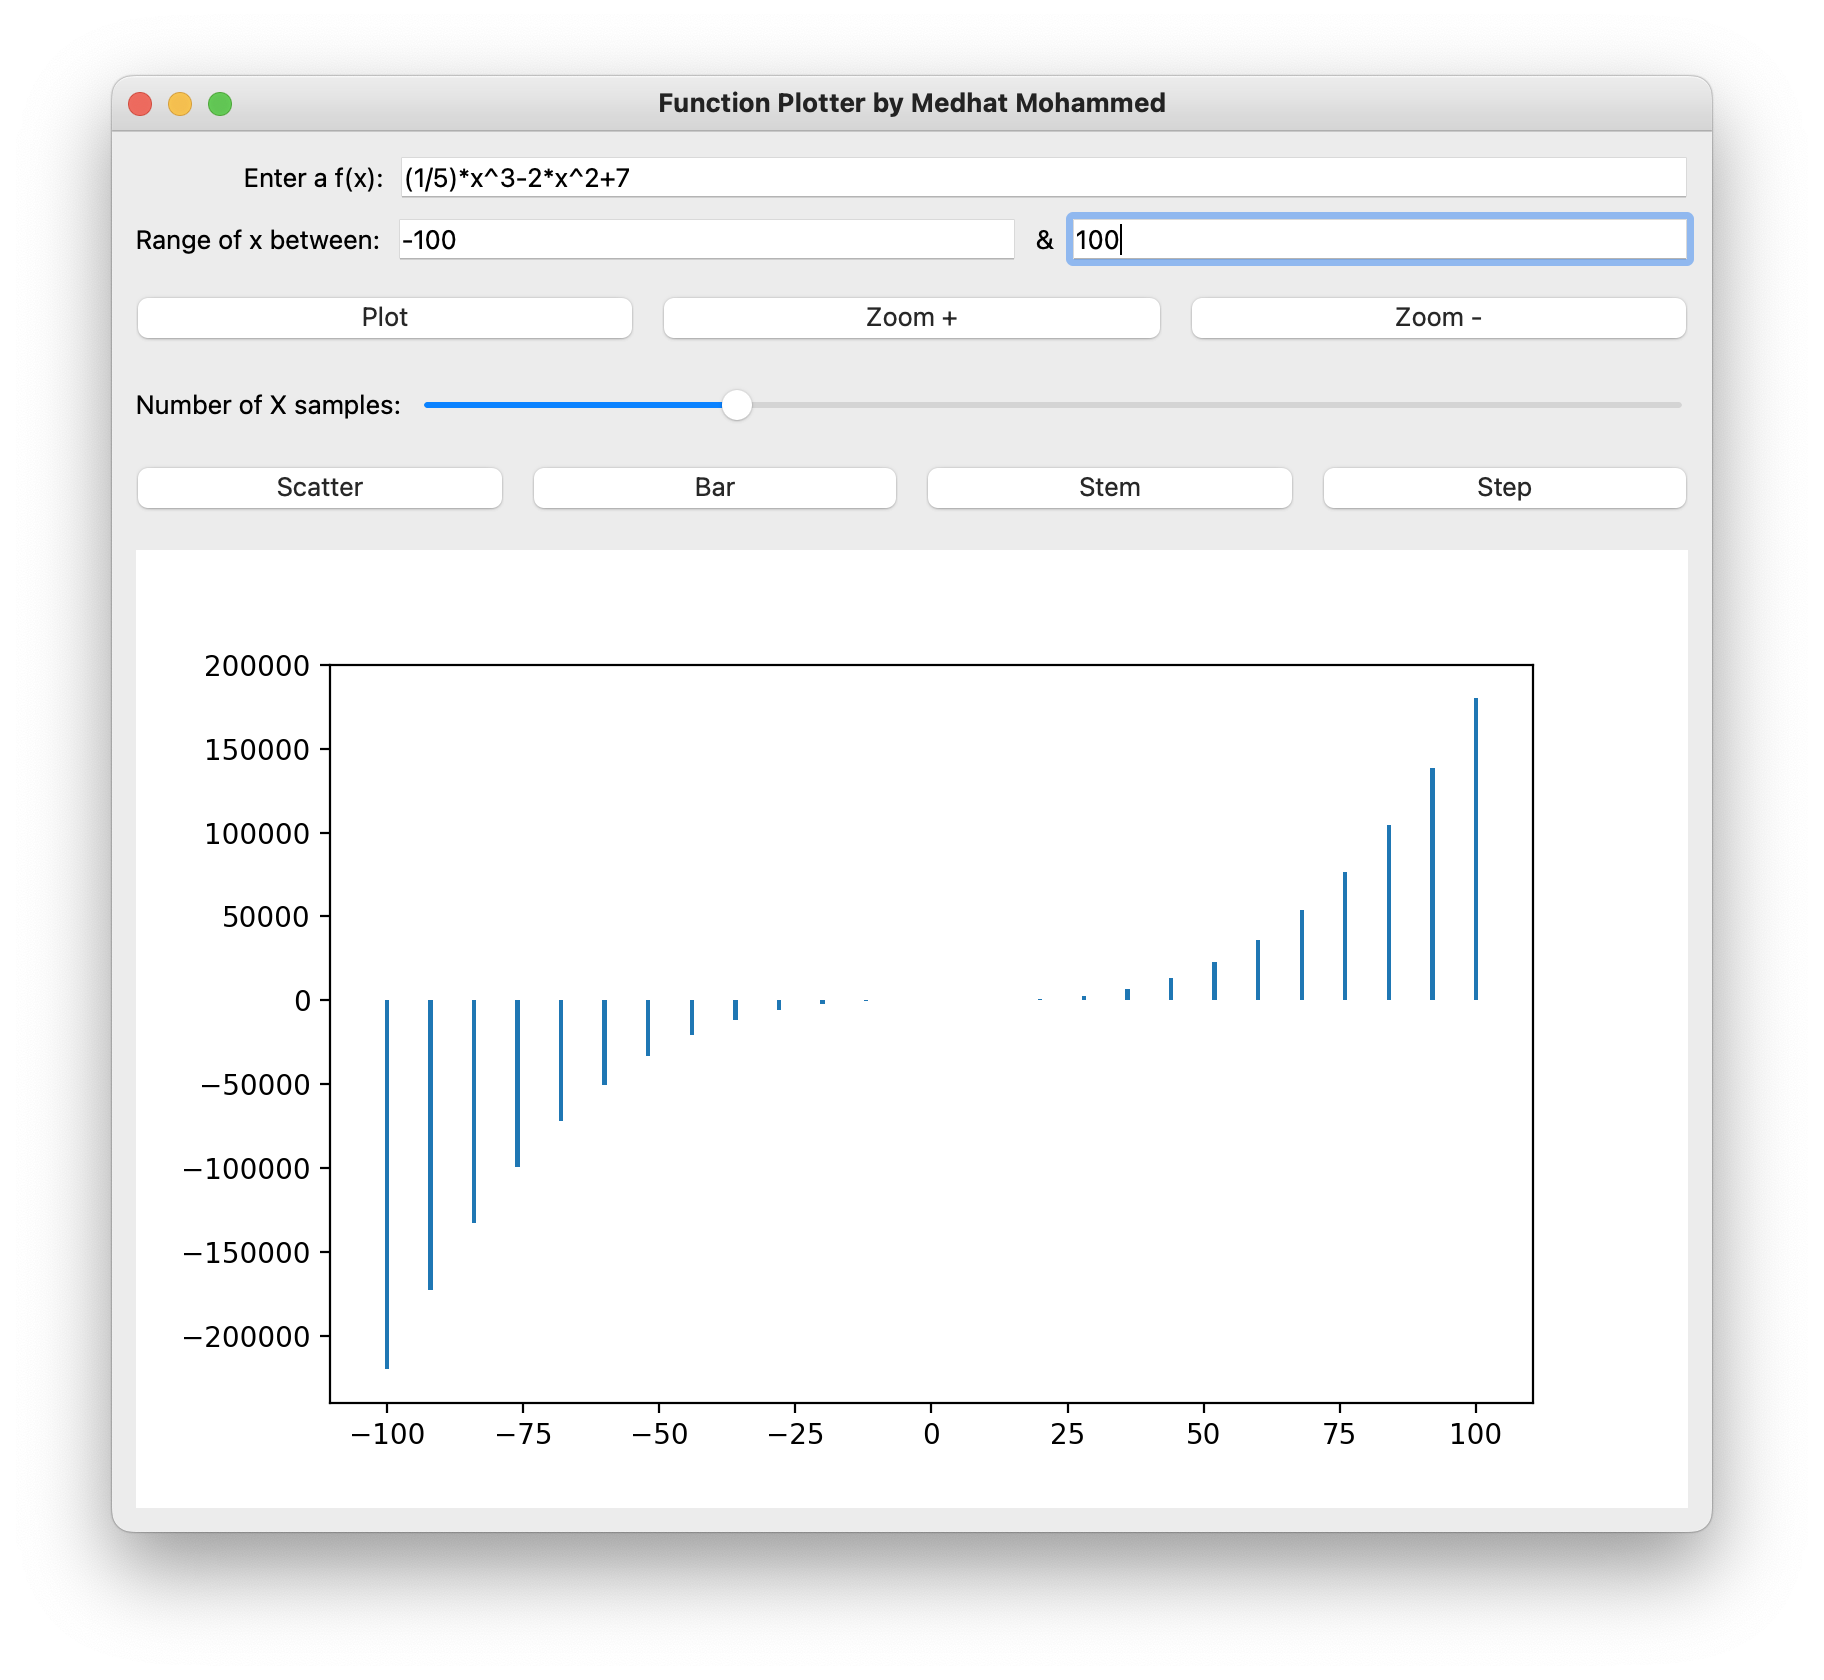 Function Plotter by Medhat Mohammed
Enter a f(x): (1/5)*x^3-2*x^2+7
Range of x between: -100 & 100
Plot Zoom + Zoom -
Number of X samples:
Scatter Bar Stem Step
200000
150000
100000
50000
0
−50000
−100000
−150000
−200000
−100 −75 −50 −25 0 25 50 75 100